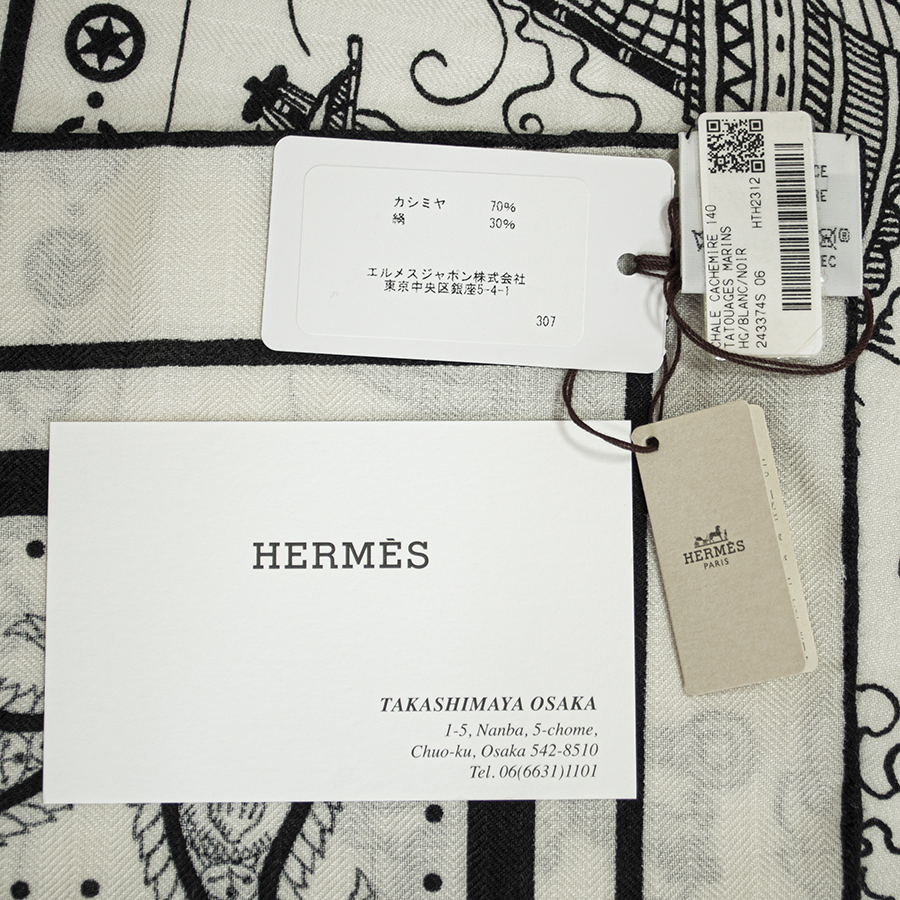 カシミヤ 70%
絹 30%
エルメスジャポン株式会社
東京中央区銀座5-4-1
307
HTH2312
CHALE CACHEMIRE 140
TATOUAGES MARINS
HG/BLANC/NOIR
243374S 06
CE
RE
EC
HERMÈS
PARIS
HERMÈS
TAKASHIMAYA OSAKA
1-5, Nanba, 5-chome,
Chuo-ku, Osaka 542-8510
Tel. 06(6631)1101